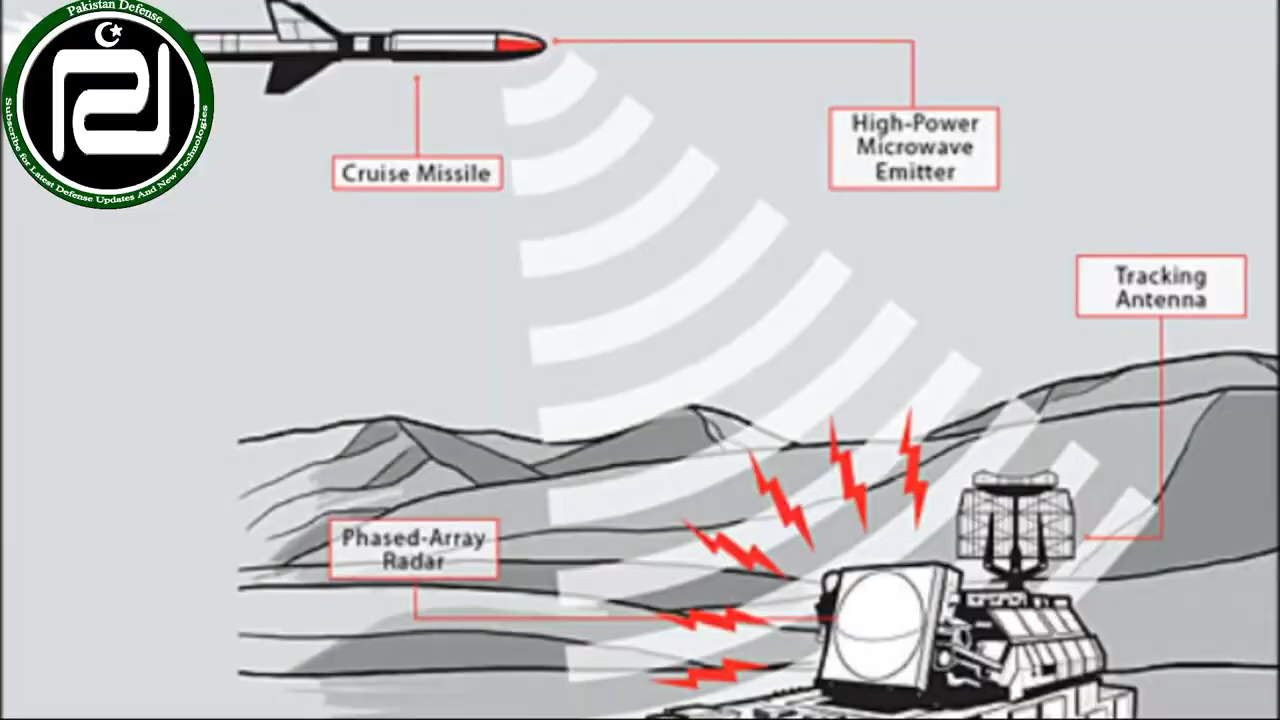 Pakistan Defense
Subscribe for Latest Defense Updates And New Technologies
Cruise Missile
High-Power
Microwave
Emitter
Tracking
Antenna
Phased-Array
Radar